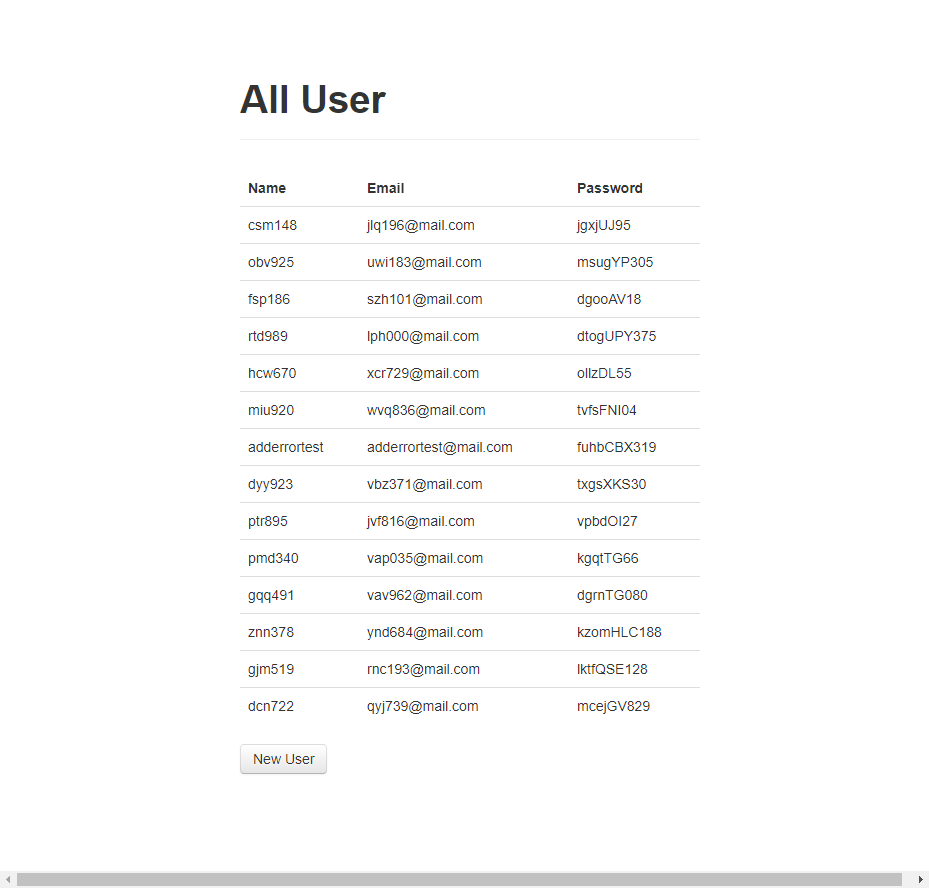 All User
Name Email Password
csm148 jlq196@mail.com jgxjUJ95
obv925 uwi183@mail.com msugYP305
fsp186 szh101@mail.com dgooAV18
rtd989 lph000@mail.com dtogUPY375
hcw670 xcr729@mail.com ollzDL55
miu920 wvq836@mail.com tvfsFNI04
adderrortest adderrortest@mail.com fuhbCBX319
dyy923 vbz371@mail.com txgsXKS30
ptr895 jvf816@mail.com vpbdOI27
pmd340 vap035@mail.com kgqtTG66
gqq491 vav962@mail.com dgrnTG080
znn378 ynd684@mail.com kzomHLC188
gjm519 rnc193@mail.com lktfQSE128
dcn722 qyj739@mail.com mcejGV829
New User